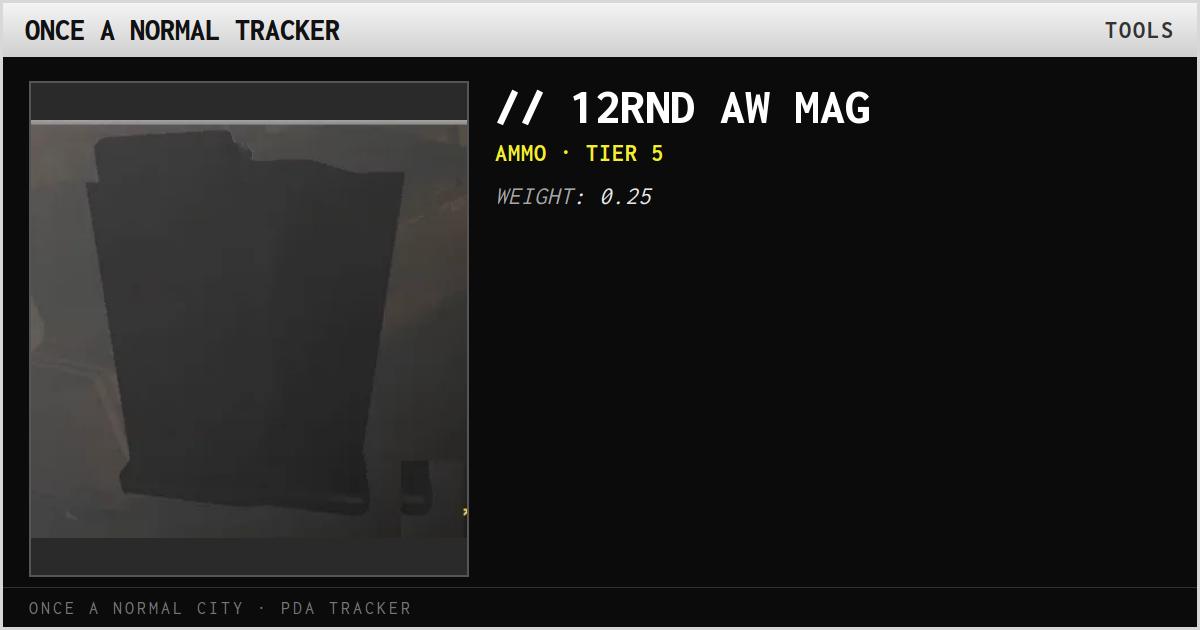 ONCE A NORMAL TRACKER
TOOLS
// 12RND AW MAG
AMMO · TIER 5
WEIGHT: 0.25
ONCE A NORMAL CITY · PDA TRACKER